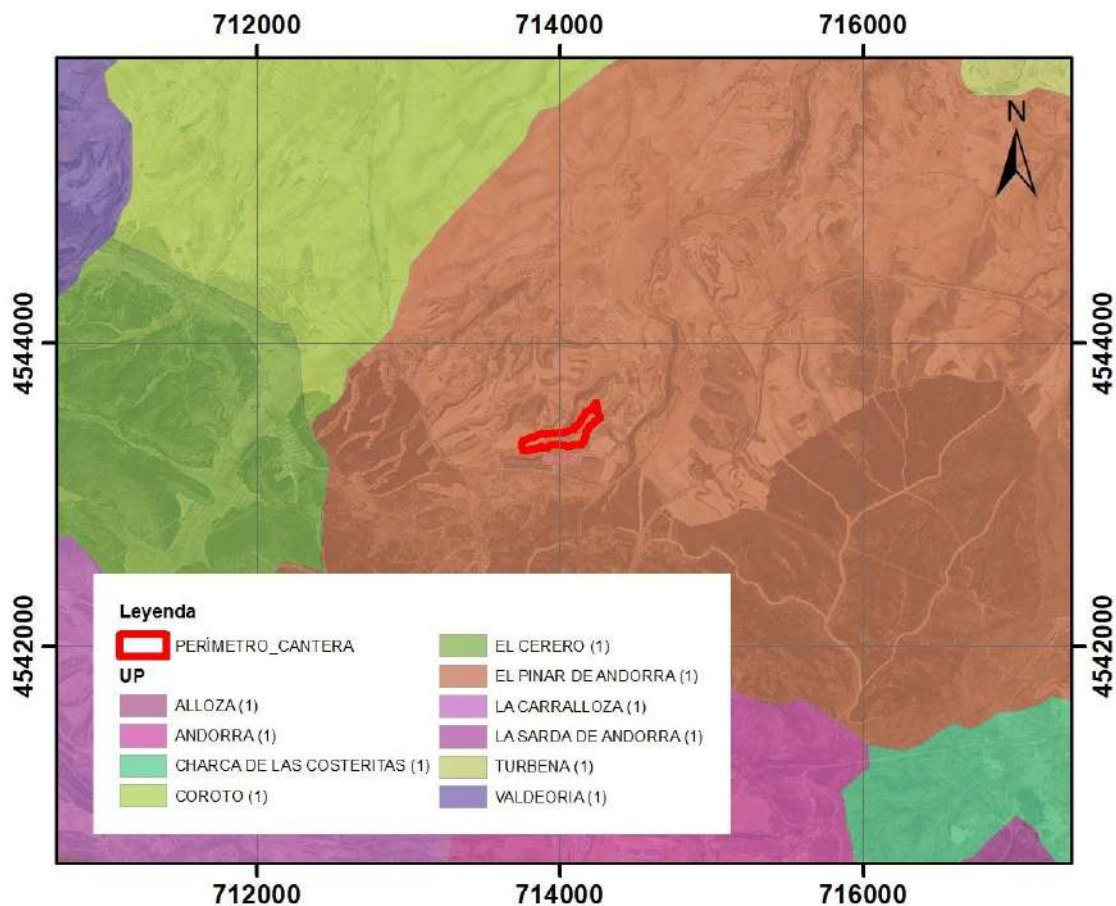 712000 714000 716000
N
4544000 4544000
4542000 4542000
Leyenda
PERÍMETRO_CANTERA
UP
ALLOZA (1)
ANDORRA (1)
CHARCA DE LAS COSTERITAS (1)
COROTO (1)
EL CERERO (1)
EL PINAR DE ANDORRA (1)
LA CARRALLOZA (1)
LA SARDA DE ANDORRA (1)
TURBENA (1)
VALDEORIA (1)
712000 714000 716000